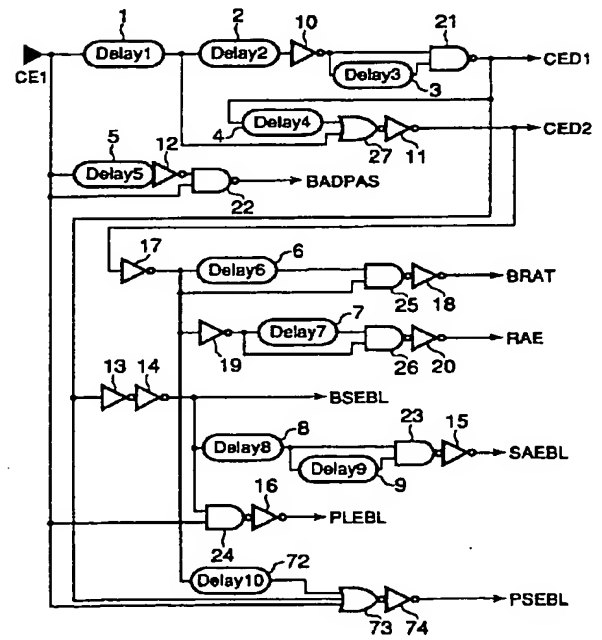 1 2 10 21
CE1 Delay1 Delay2 CED1
Delay3 3
4 Delay4 27 11 CED2
5 12
Delay5 22 BADPAS
17 6
Delay6 25 18 BRAT
7
19 Delay7 26 20 RAE
13 14 BSEBL
8 23 15
Delay8 SAEBL
Delay9 9
16
24 PLEBL
72
Delay10
73 74 PSEBL